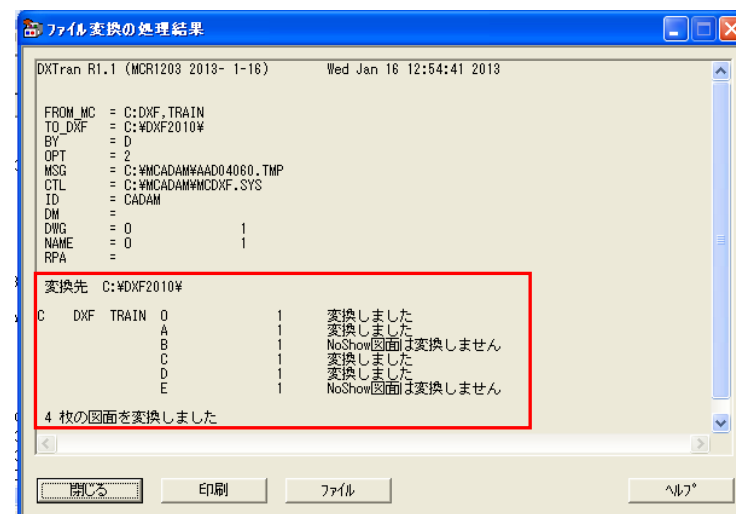 ファイル変換の処理結果
DXTran R1.1 (MCR1203 2013- 1-16) Wed Jan 16 12:54:41 2013
FROM_MC = C:DXF,TRAIN
TO_DXF = C:¥DXF2010¥
BY = D
OPT = 2
MSG = C:¥MCADAM¥AAD04060.TMP
CTL = C:¥MCADAM¥MCDXF.SYS
ID = CADAM
DM =
DWG = 0 1
NAME = 0 1
RPA =
変換先 C:¥DXF2010¥
C DXF TRAIN 0 1 変換しました
A 1 変換しました
B 1 NoShow図面は変換しません
C 1 変換しました
D 1 変換しました
E 1 NoShow図面は変換しません
4 枚の図面を変換しました
閉じる 印刷 ファイル ヘルプ